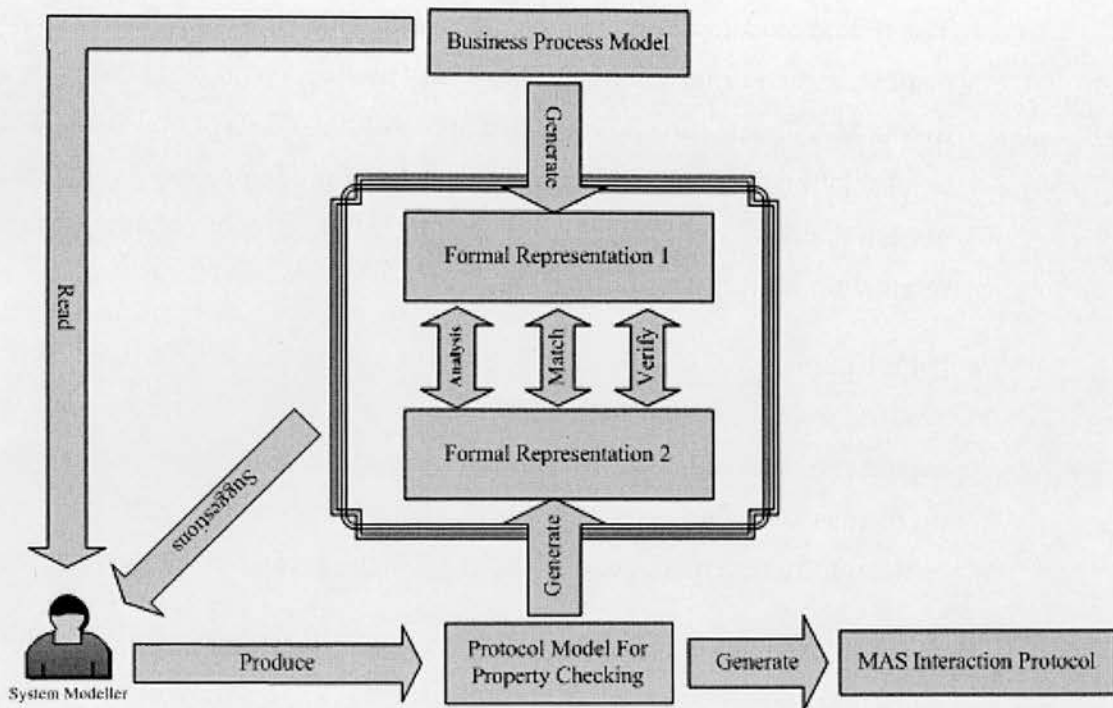 Business Process Model
Generate
Formal Representation 1
Read
Analysis
Match
Verify
Formal Representation 2
Suggestions
Generate
System Modeller
Produce
Protocol Model For
Property Checking
Generate
MAS Interaction Protocol